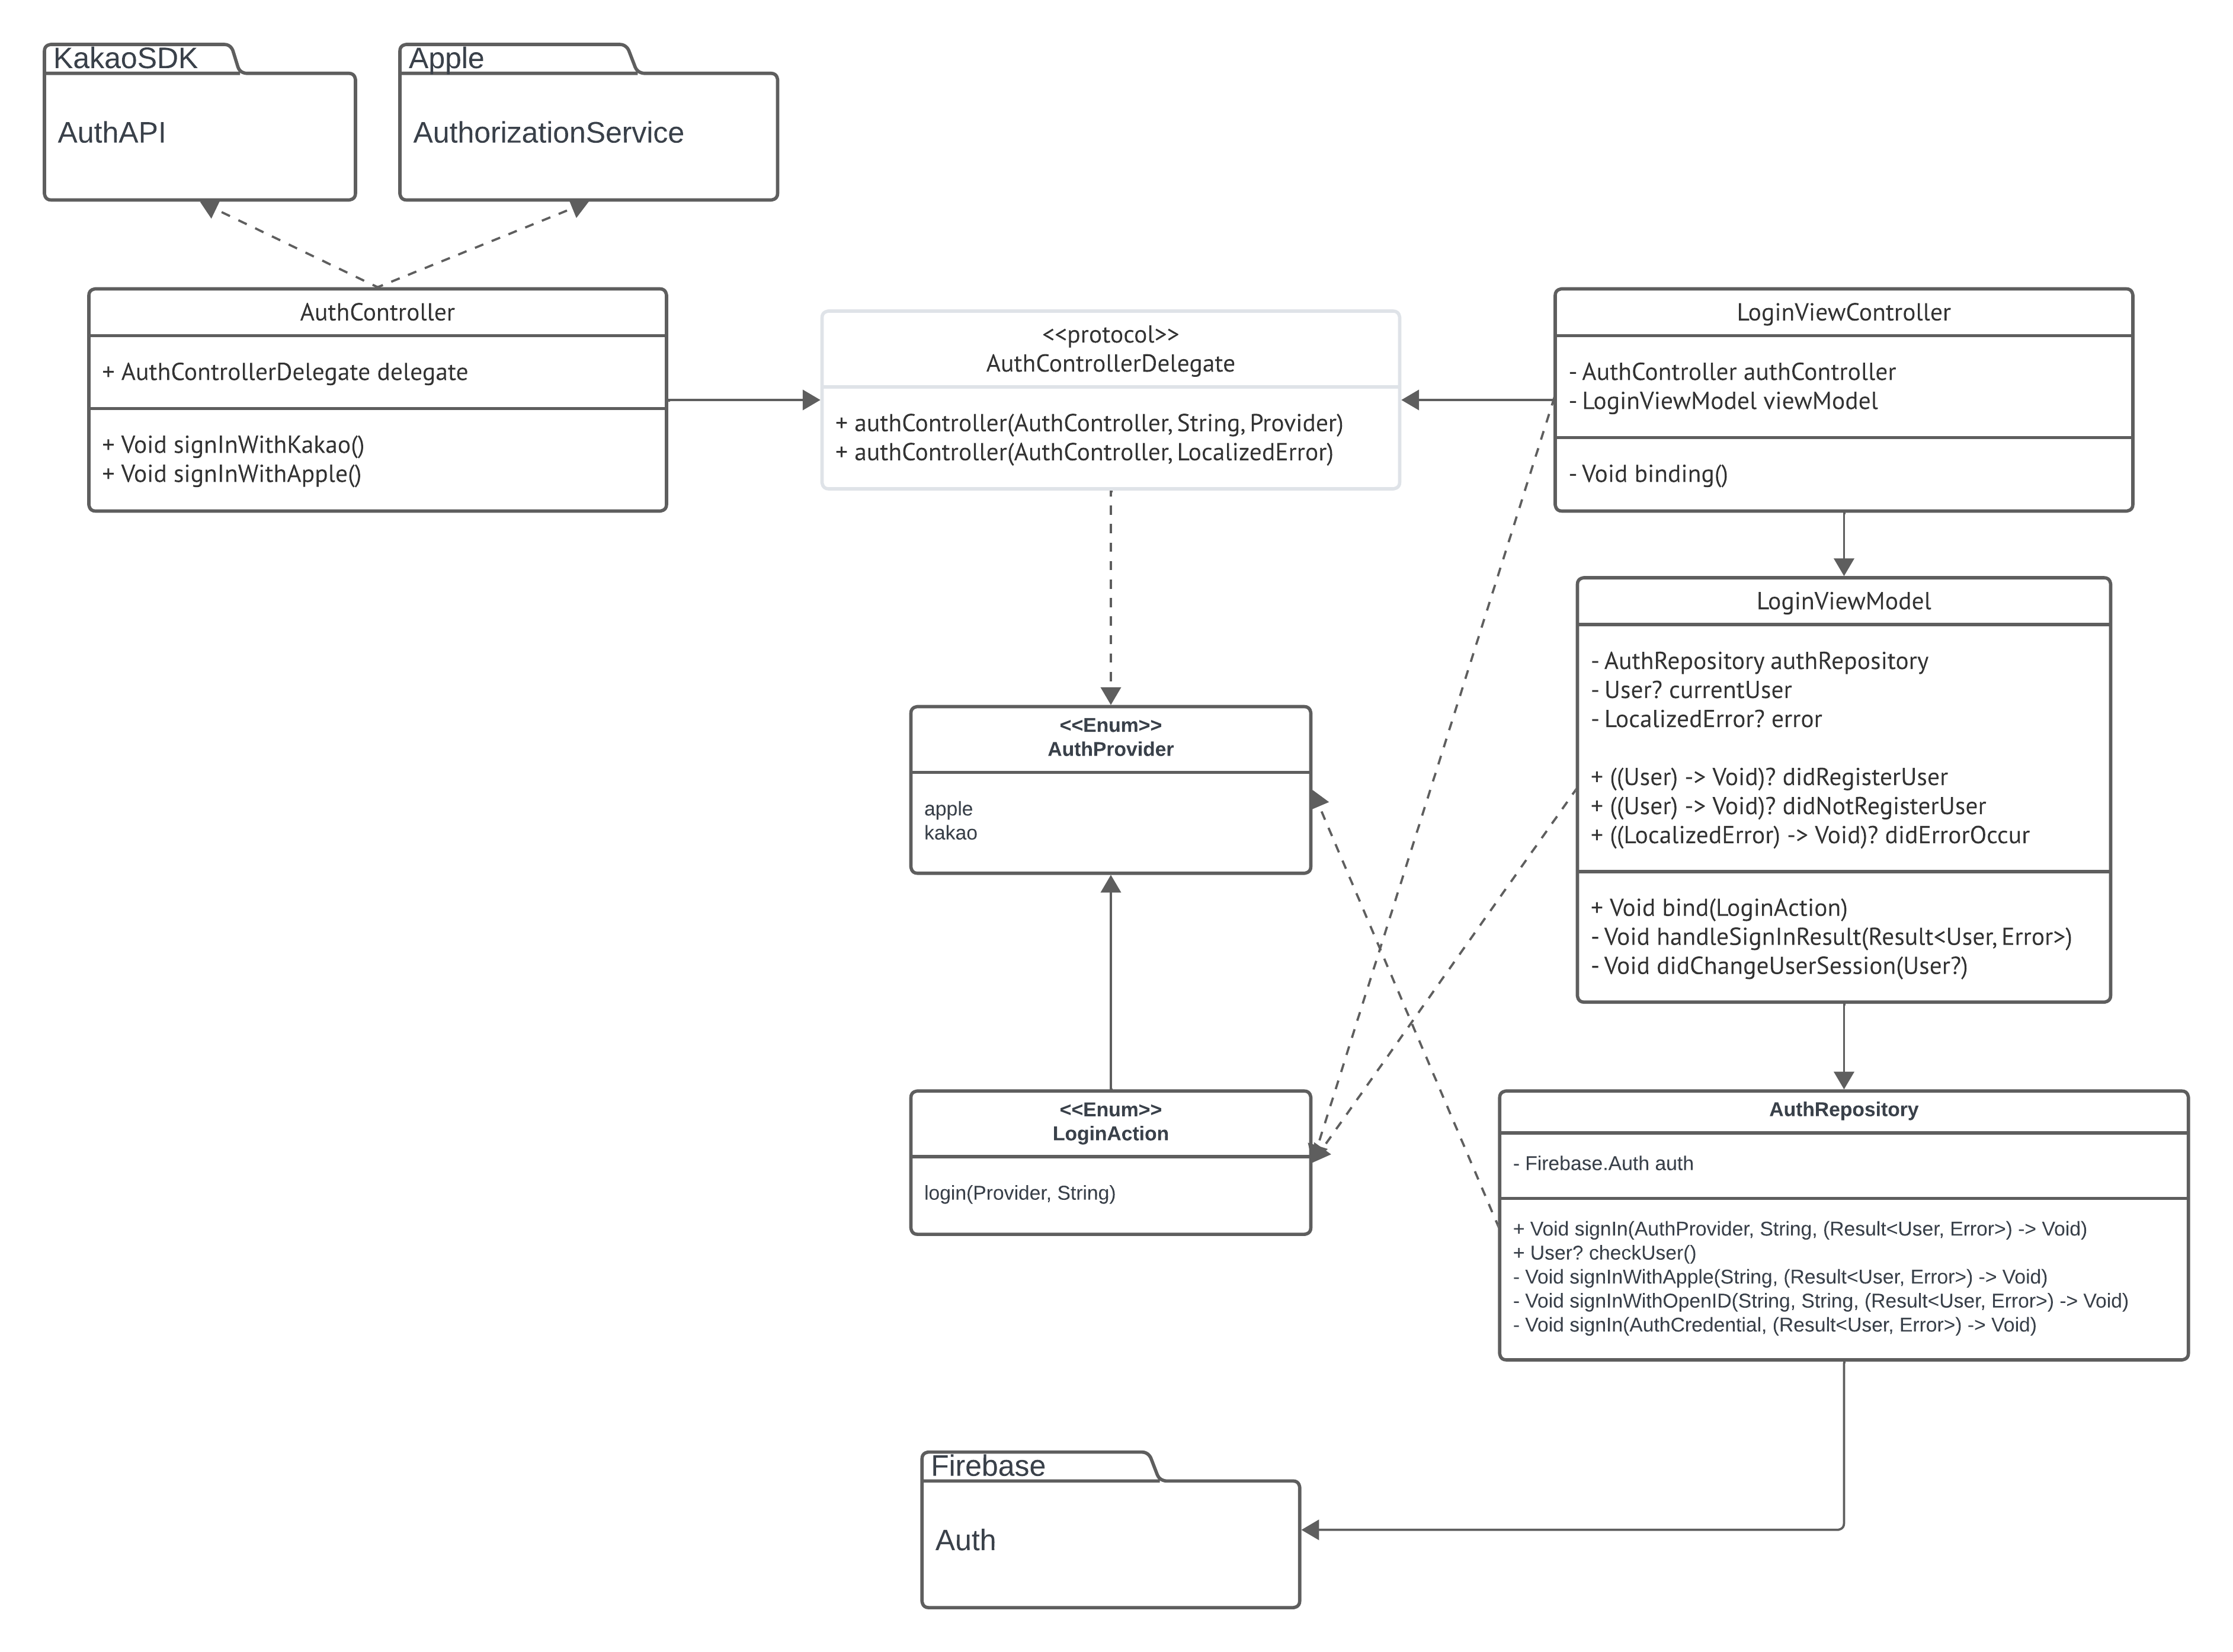 KakaoSDK
AuthAPI
Apple
AuthorizationService
AuthController
+ AuthControllerDelegate delegate
+ Void signInWithKakao()
+ Void signInWithApple()
<<protocol>>
AuthControllerDelegate
+ authController(AuthController, String, Provider)
+ authController(AuthController, LocalizedError)
LoginViewController
- AuthController authController
- LoginViewModel viewModel
- Void binding()
LoginViewModel
- AuthRepository authRepository
- User? currentUser
- LocalizedError? error
+ ((User) -> Void)? didRegisterUser
+ ((User) -> Void)? didNotRegisterUser
+ ((LocalizedError) -> Void)? didErrorOccur
+ Void bind(LoginAction)
- Void handleSignInResult(Result<User, Error>)
- Void didChangeUserSession(User?)
<<Enum>>
AuthProvider
apple
kakao
<<Enum>>
LoginAction
login(Provider, String)
AuthRepository
- Firebase.Auth auth
+ Void signIn(AuthProvider, String, (Result<User, Error>) -> Void)
+ User? checkUser()
- Void signInWithApple(String, (Result<User, Error>) -> Void)
- Void signInWithOpenID(String, String, (Result<User, Error>) -> Void)
- Void signIn(AuthCredential, (Result<User, Error>) -> Void)
Firebase
Auth